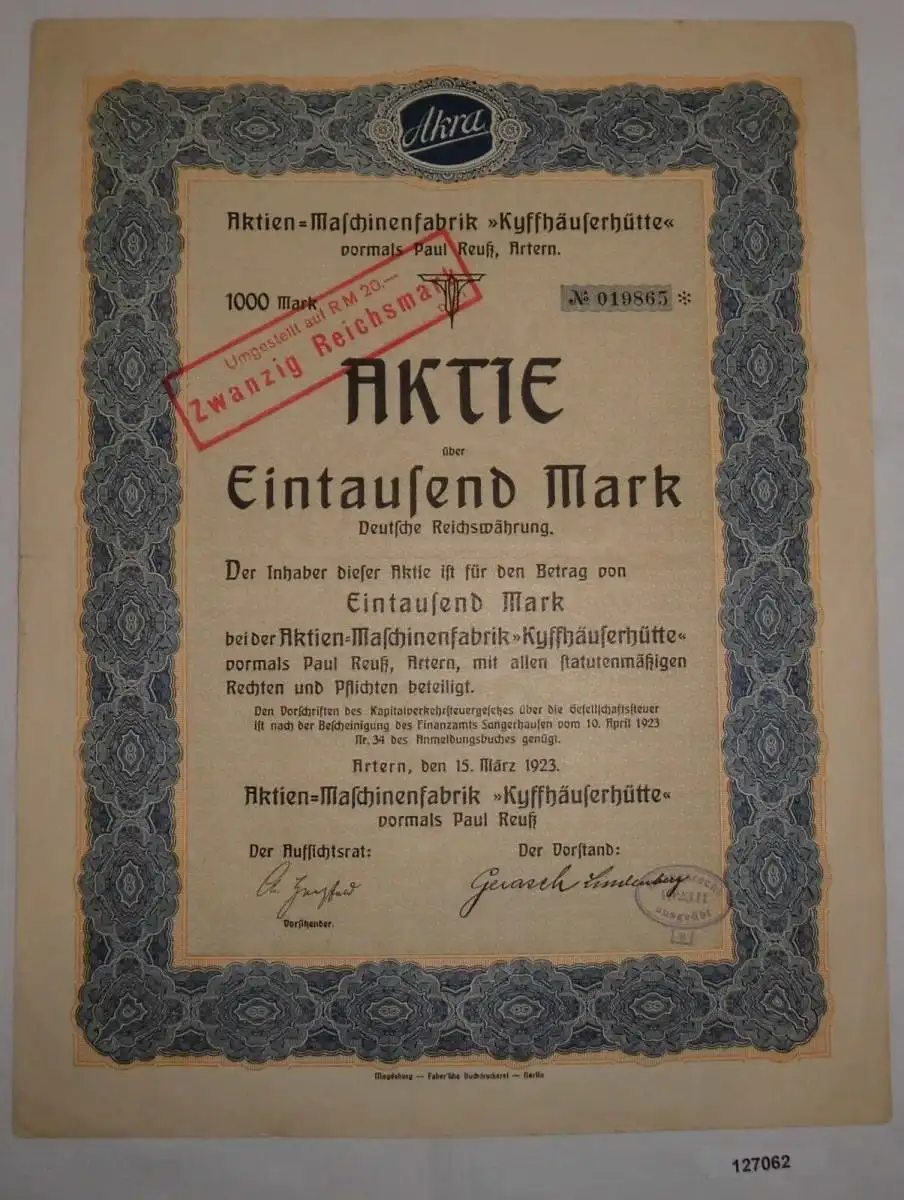 Akra
Aktien=Maschinenfabrik »Kyffhäuserhütte«
vormals Paul Reuß, Artern.
1000 Mark
№ 019865 *
Umgestellt auf RM 20.—
Zwanzig Reichsmark
AKTIE
über
Eintausend Mark
Deutsche Reichswährung.
Der Inhaber dieser Aktie ist für den Betrag von
Eintausend Mark
bei der Aktien=Maschinenfabrik »Kyffhäuserhütte«
vormals Paul Reuß, Artern, mit allen statutenmäßigen
Rechten und Pflichten beteiligt.
Den Vorschriften des Kapitalverkehrsteuergesetzes über die Gesellschaftssteuer
ist nach der Bescheinigung des Finanzamts Sangerhausen vom 10. April 1923
Nr. 34 des Anmeldungsbuches genügt.
Artern, den 15. März 1923.
Aktien=Maschinenfabrik »Kyffhäuserhütte«
vormals Paul Reuß
Der Aufsichtsrat:
Der Vorstand:
Gerasch Lindenberg
ausgeübt
Vorsitzender.
Magdeburg — Faber'sche Buchdruckerei — Berlin
127062